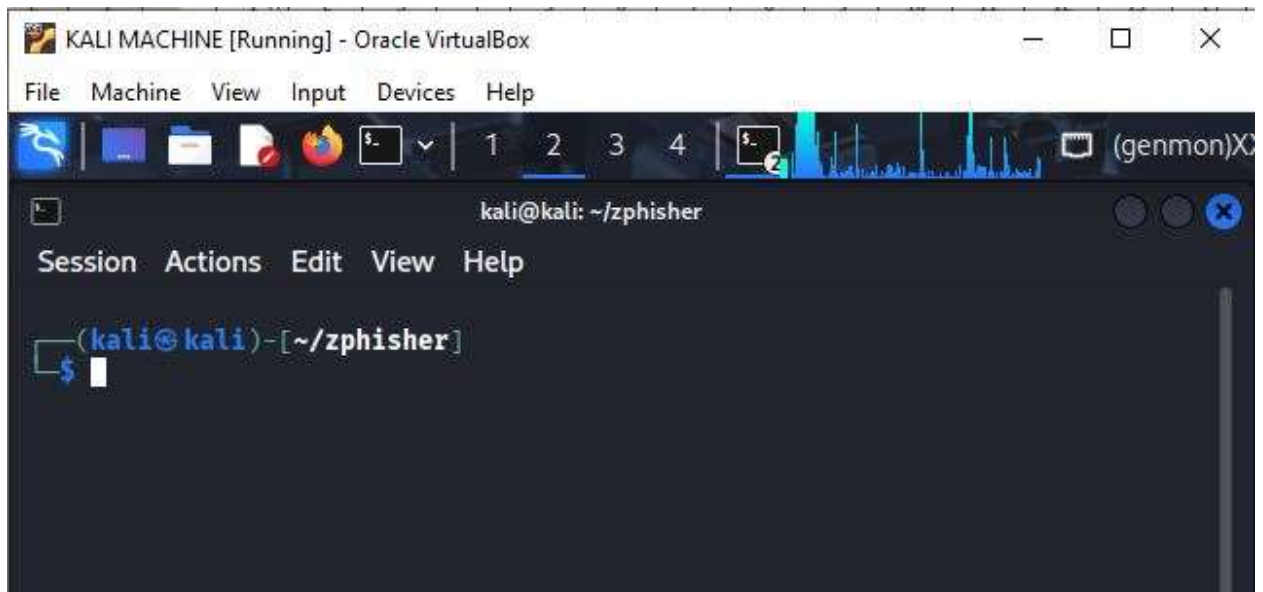 KALI MACHINE [Running] - Oracle VirtualBox
File Machine View Input Devices Help
1 2 3 4 2 (genmon)XX
kali@kali: ~/zphisher
Session Actions Edit View Help
(kali㉿kali)-[~/zphisher]
$